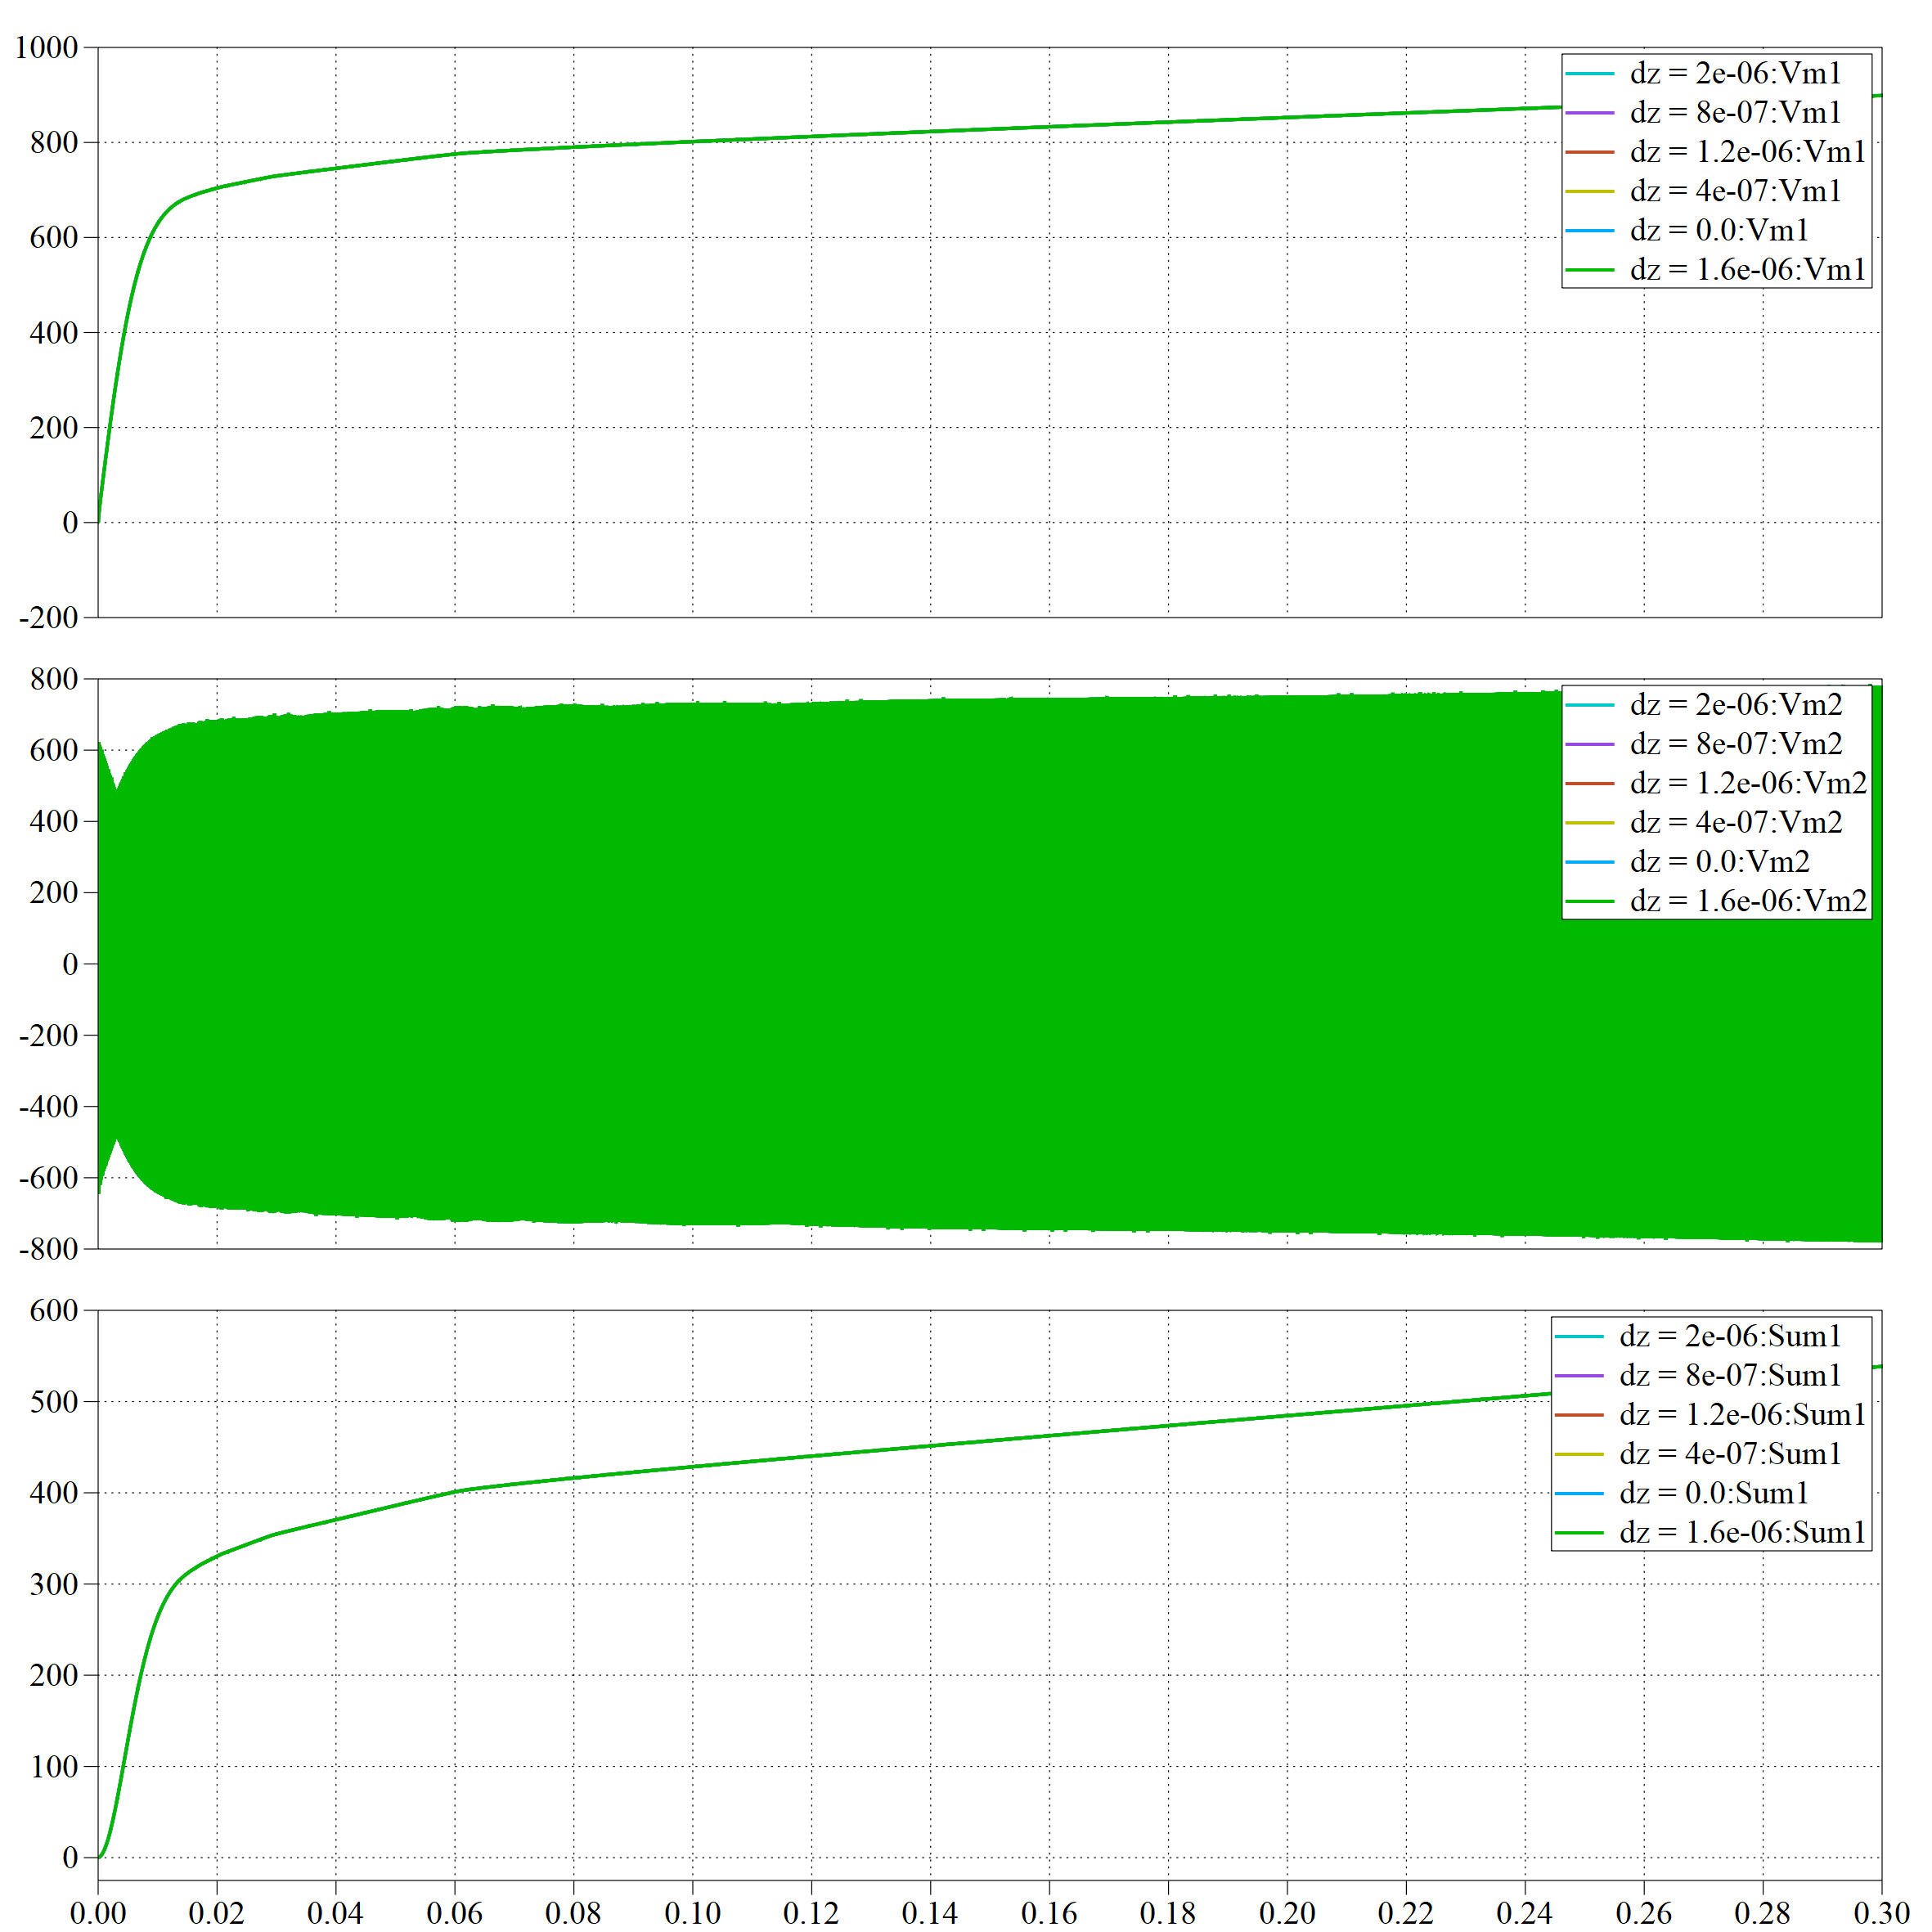 1000
800
600
400
200
0
-200
dz = 2e-06:Vm1
dz = 8e-07:Vm1
dz = 1.2e-06:Vm1
dz = 4e-07:Vm1
dz = 0.0:Vm1
dz = 1.6e-06:Vm1
800
600
400
200
0
-200
-400
-600
-800
dz = 2e-06:Vm2
dz = 8e-07:Vm2
dz = 1.2e-06:Vm2
dz = 4e-07:Vm2
dz = 0.0:Vm2
dz = 1.6e-06:Vm2
600
500
400
300
200
100
0
dz = 2e-06:Sum1
dz = 8e-07:Sum1
dz = 1.2e-06:Sum1
dz = 4e-07:Sum1
dz = 0.0:Sum1
dz = 1.6e-06:Sum1
0.00 0.02 0.04 0.06 0.08 0.10 0.12 0.14 0.16 0.18 0.20 0.22 0.24 0.26 0.28 0.30